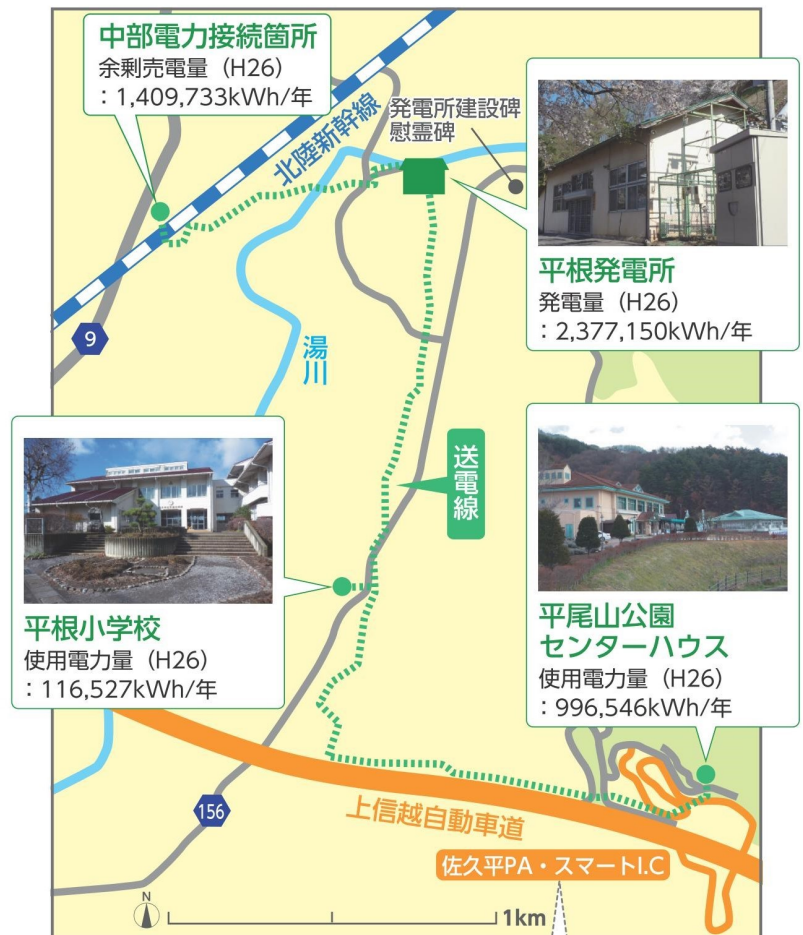 中部電力接続箇所
余剰売電量（H26）
：1,409,733kWh/年
北陸新幹線
発電所建設碑
慰霊碑
平根発電所
発電量（H26）
：2,377,150kWh/年
9
湯川
送電線
平根小学校
使用電力量（H26）
：116,527kWh/年
平尾山公園
センターハウス
使用電力量（H26）
：996,546kWh/年
156
上信越自動車道
佐久平PA・スマートI.C
N
1km